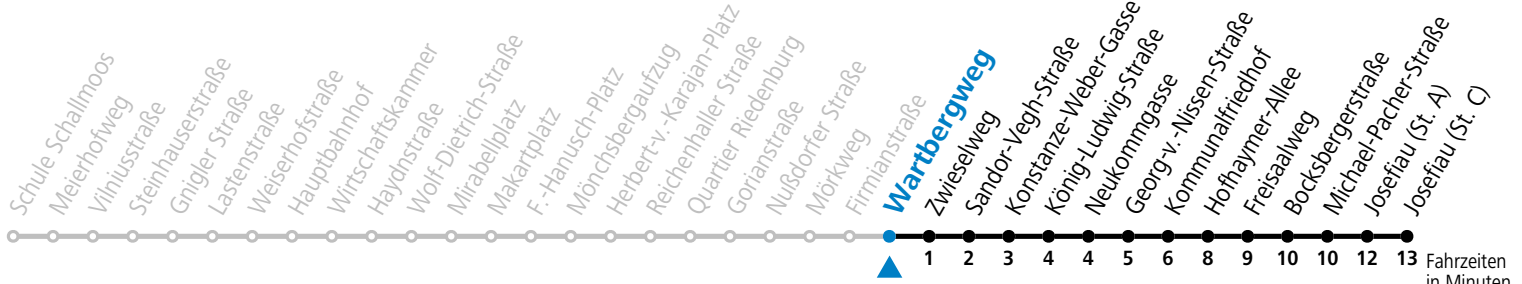 Schule Schallmoos
Meierhofweg
Vilniusstraße
Steinhauserstraße
Gnigler Straße
Lastenstraße
Weiserhofstraße
Hauptbahnhof
Wirtschaftskammer
Haydnstraße
Wolf-Dietrich-Straße
Mirabellplatz
Makartplatz
F.-Hanusch-Platz
Mönchsbergaufzug
Herbert-v.-Karajan-Platz
Reichenhaller Straße
Quartier Riedenburg
Gorianstraße
Nußdorfer Straße
Mörkweg
Firmianstraße
Wartbergweg
Zwieselweg
Sandor-Vegh-Straße
Konstanze-Weber-Gasse
König-Ludwig-Straße
Neukommgasse
Georg-v.-Nissen-Straße
Kommunalfriedhof
Hofhaymer-Allee
Freisaalweg
Bocksbergerstraße
Michael-Pacher-Straße
Josefiau (St. A)
Josefiau (St. C)
1 2 3 4 4 5 6 8 9 10 10 12 13 Fahrzeiten
in Minuten